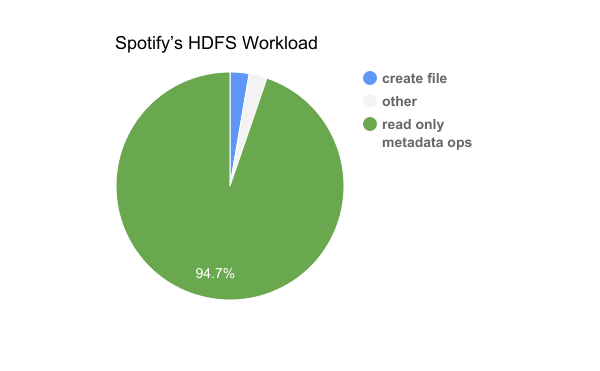 Spotify’s HDFS Workload
create file
other
read only
metadata ops
94.7%